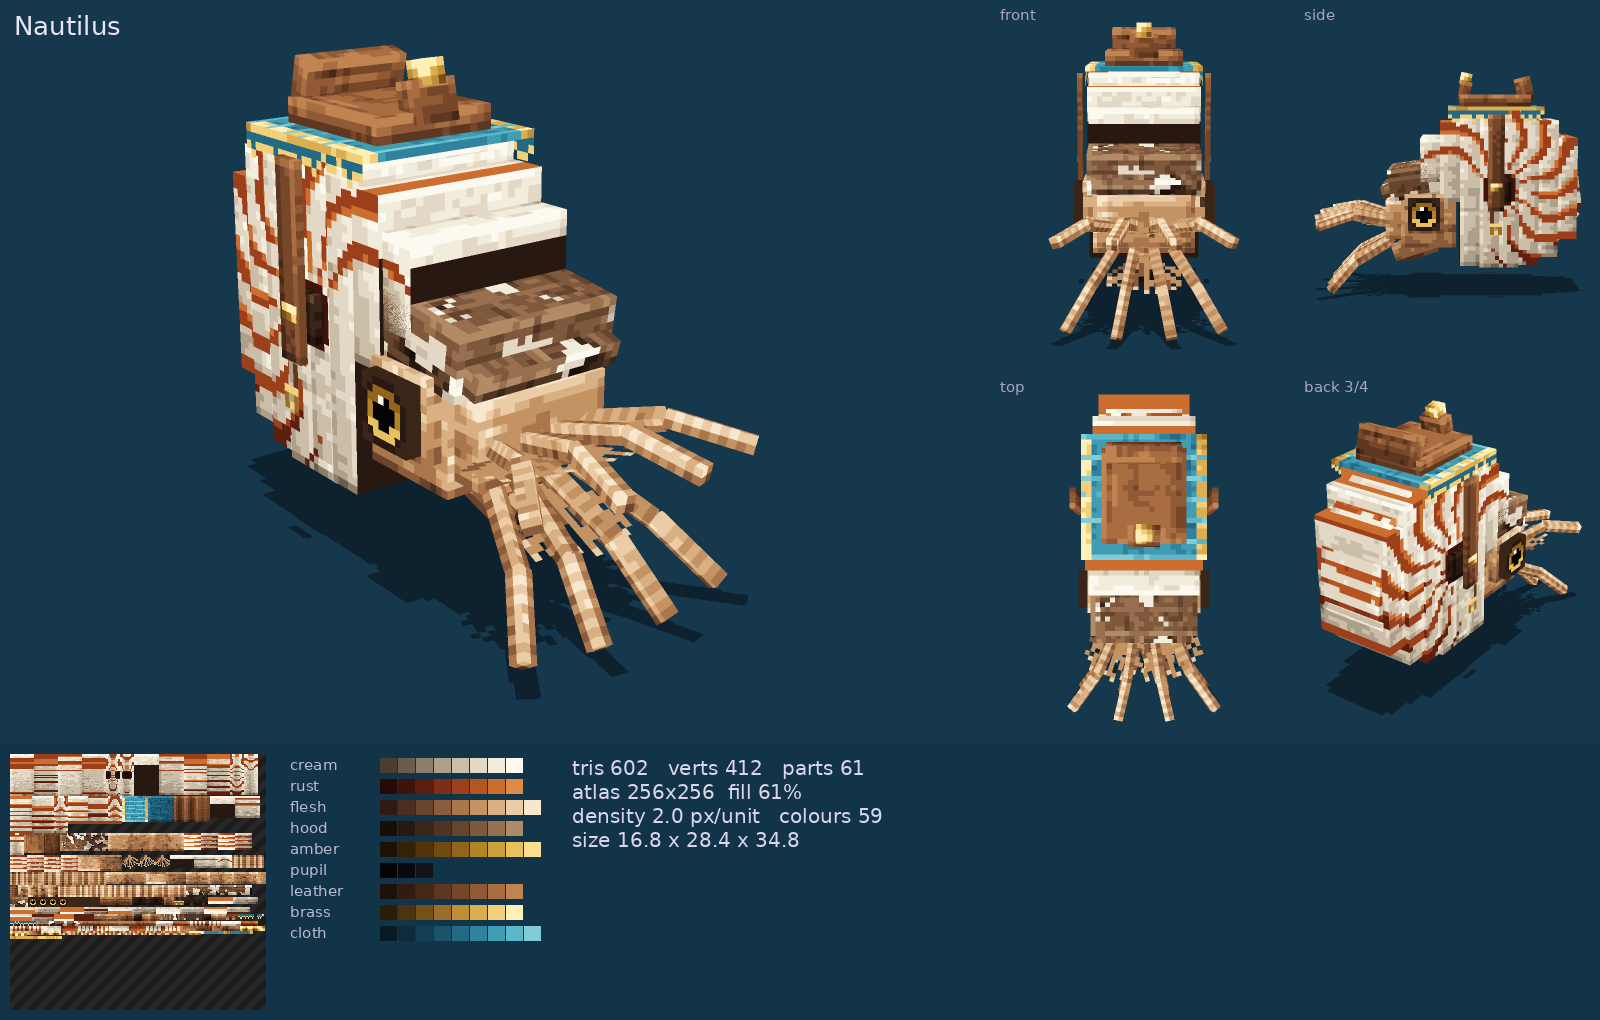 Nautilus
front
side
top
back 3/4
cream
rust
flesh
hood
amber
pupil
leather
brass
cloth
tris 602   verts 412   parts 61
atlas 256x256  fill 61%
density 2.0 px/unit   colours 59
size 16.8 x 28.4 x 34.8